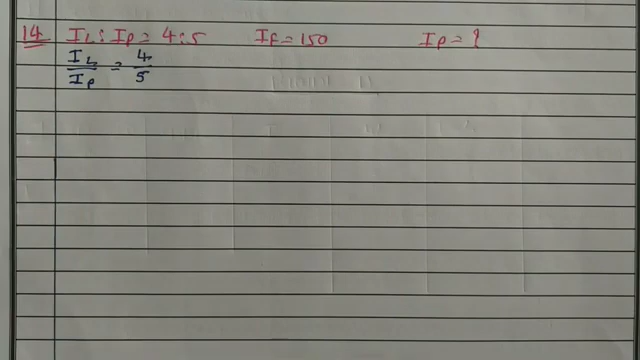 14 IL : IP = 4 : 5 IF = 150 IP = ?
IL/IP = 4/5